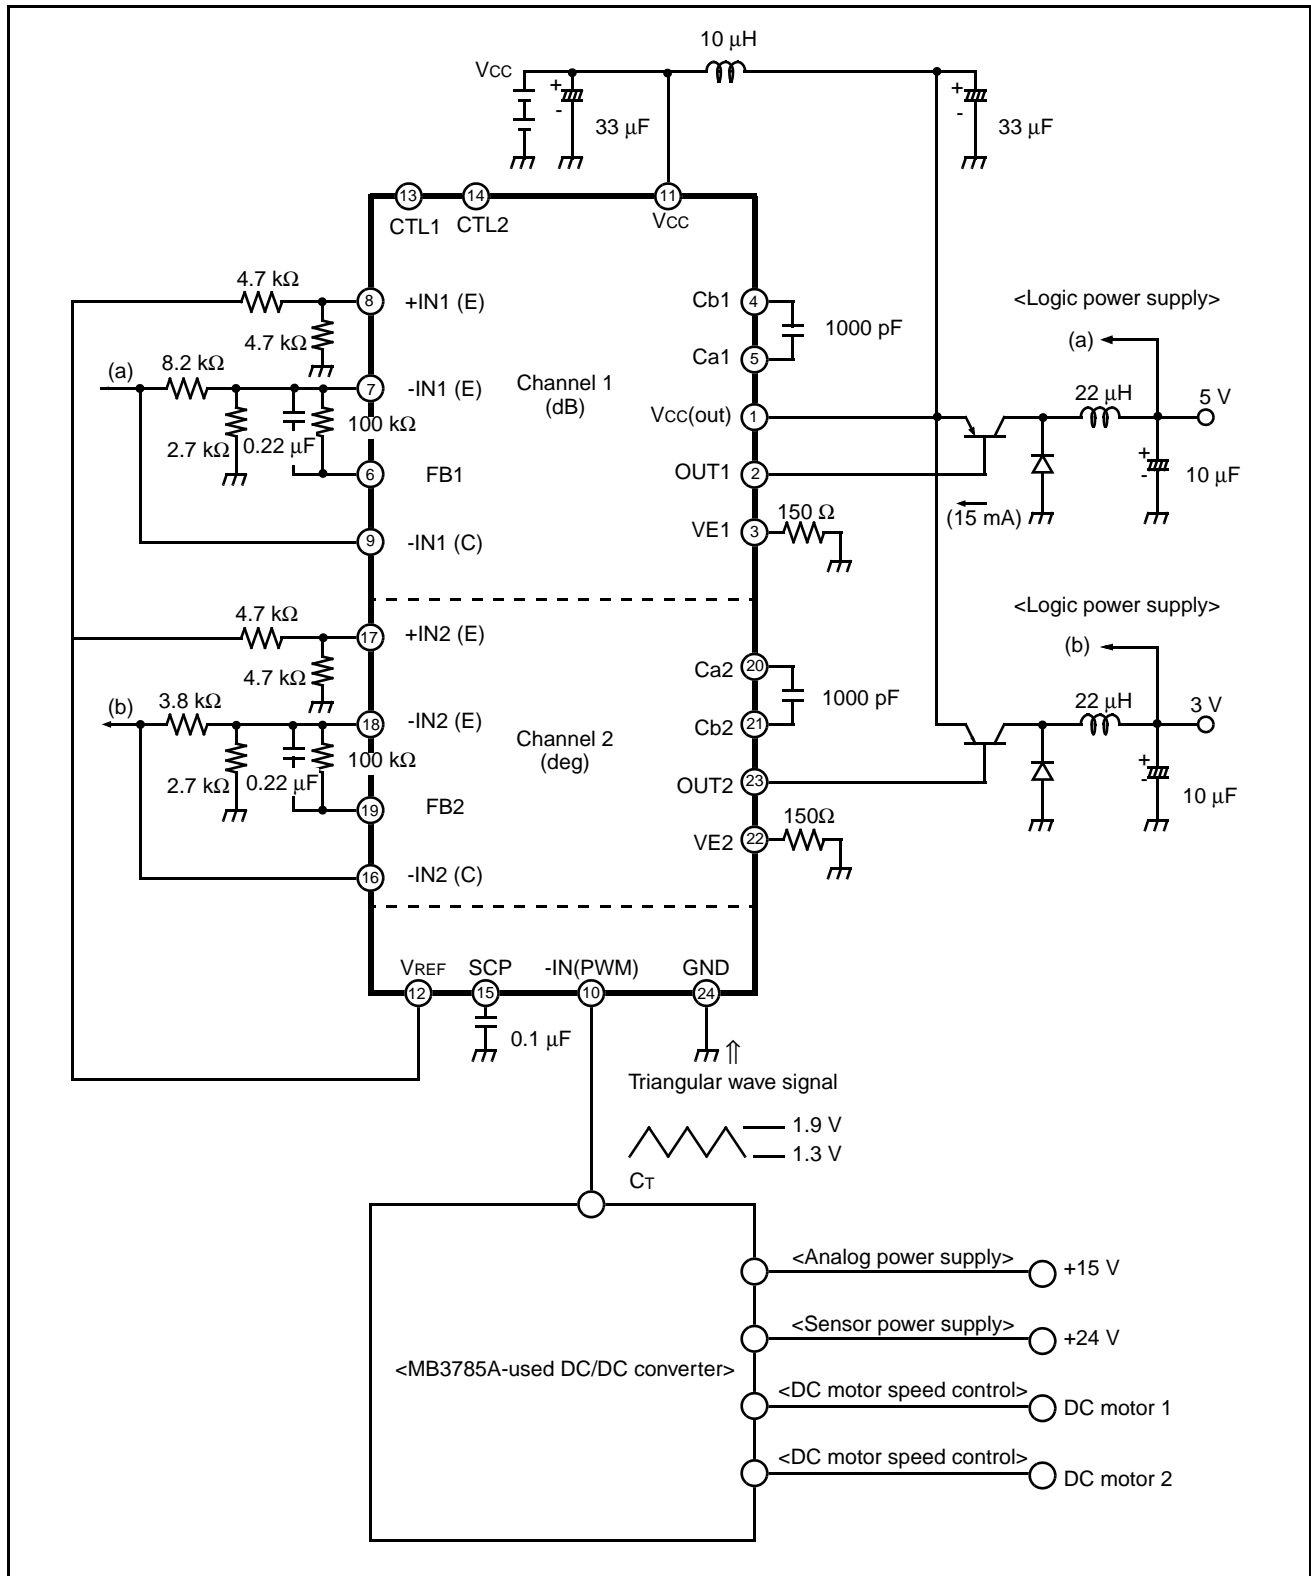 10 µH
VCC
+
-
33 µF
+
-
33 µF
13
14
11
CTL1
CTL2
VCC
4.7 kΩ
8
+IN1 (E)
4.7 kΩ
(a)
8.2 kΩ
7
-IN1 (E)
2.7 kΩ
0.22 µF
100 kΩ
6
FB1
9
-IN1 (C)
Channel 1
(dB)
Cb1
4
1000 pF
Ca1
5
VCC(out)
1
OUT1
2
VE1
3
150 Ω
<Logic power supply>
(a)
22 µH
5 V
+
-
10 µF
(15 mA)
4.7 kΩ
17
+IN2 (E)
4.7 kΩ
(b)
3.8 kΩ
18
-IN2 (E)
2.7 kΩ
0.22 µF
100 kΩ
19
FB2
16
-IN2 (C)
Channel 2
(deg)
Ca2
20
1000 pF
Cb2
21
OUT2
23
VE2
22
150Ω
<Logic power supply>
(b)
22 µH
3 V
+
-
10 µF
VREF
SCP
-IN(PWM)
GND
12
15
10
24
0.1 µF
⇑
Triangular wave signal
1.9 V
1.3 V
CT
<MB3785A-used DC/DC converter>
<Analog power supply>
+15 V
<Sensor power supply>
+24 V
<DC motor speed control>
DC motor 1
<DC motor speed control>
DC motor 2